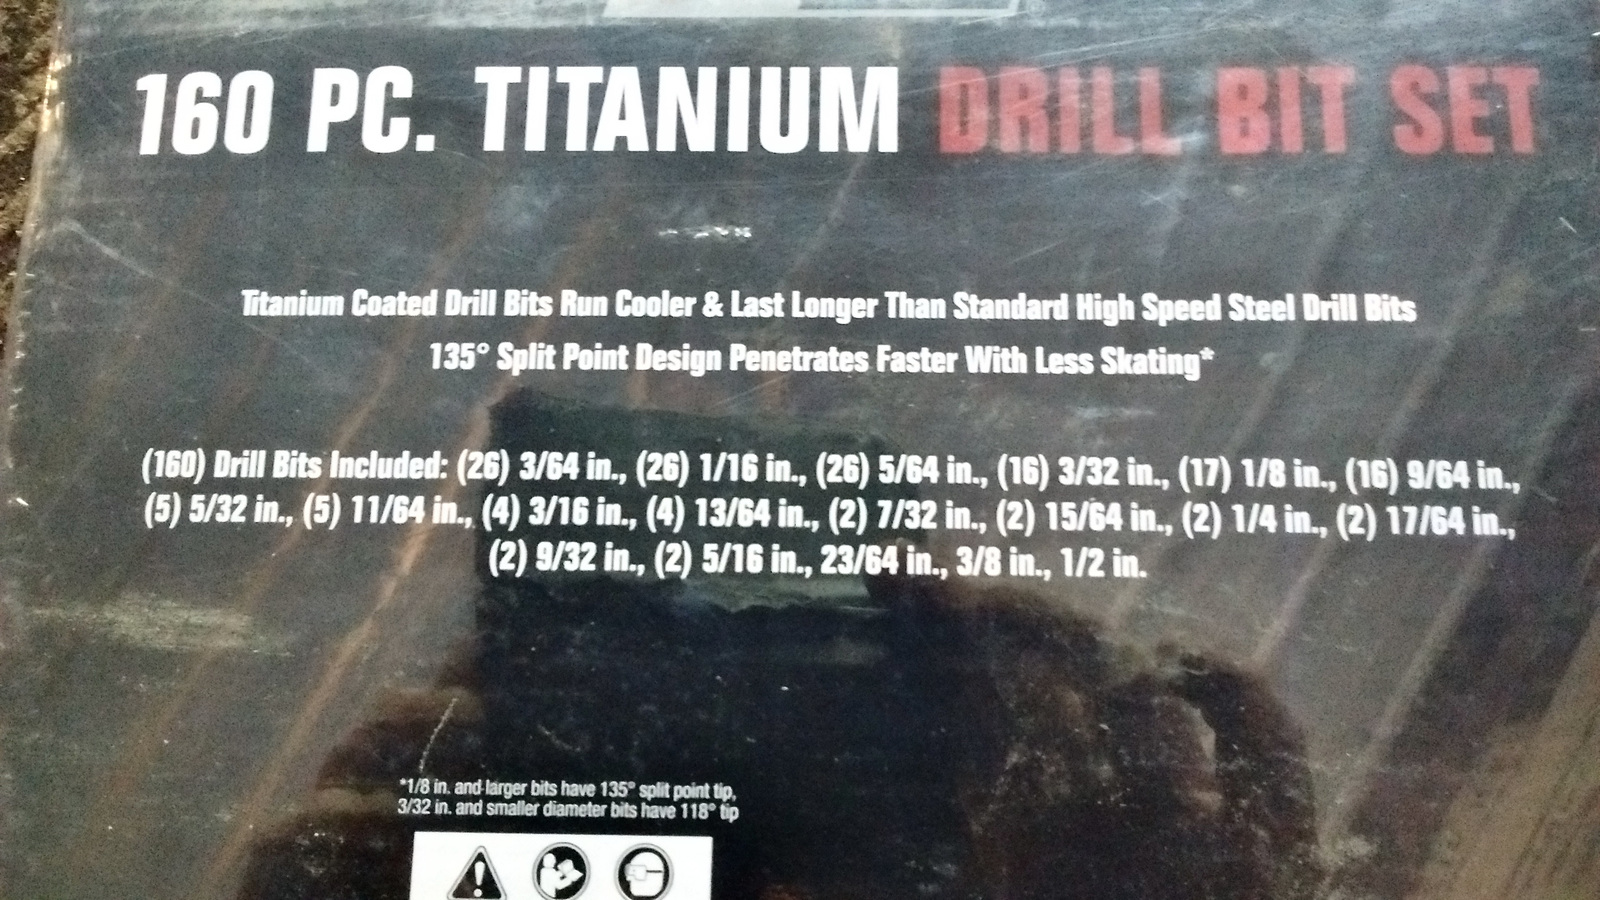 160 PC. TITANIUM DRILL BIT SET
Titanium Coated Drill Bits Run Cooler & Last Longer Than Standard High Speed Steel Drill Bits
135° Split Point Design Penetrates Faster With Less Skating*
(160) Drill Bits Included: (26) 3/64 in., (26) 1/16 in., (26) 5/64 in., (16) 3/32 in., (17) 1/8 in., (16) 9/64 in.,
(5) 5/32 in., (5) 11/64 in., (4) 3/16 in., (4) 13/64 in., (2) 7/32 in., (2) 15/64 in., (2) 1/4 in., (2) 17/64 in.,
(2) 9/32 in., (2) 5/16 in., 23/64 in., 3/8 in., 1/2 in.
*1/8 in. and larger bits have 135° split point tip,
3/32 in. and smaller diameter bits have 118° tip